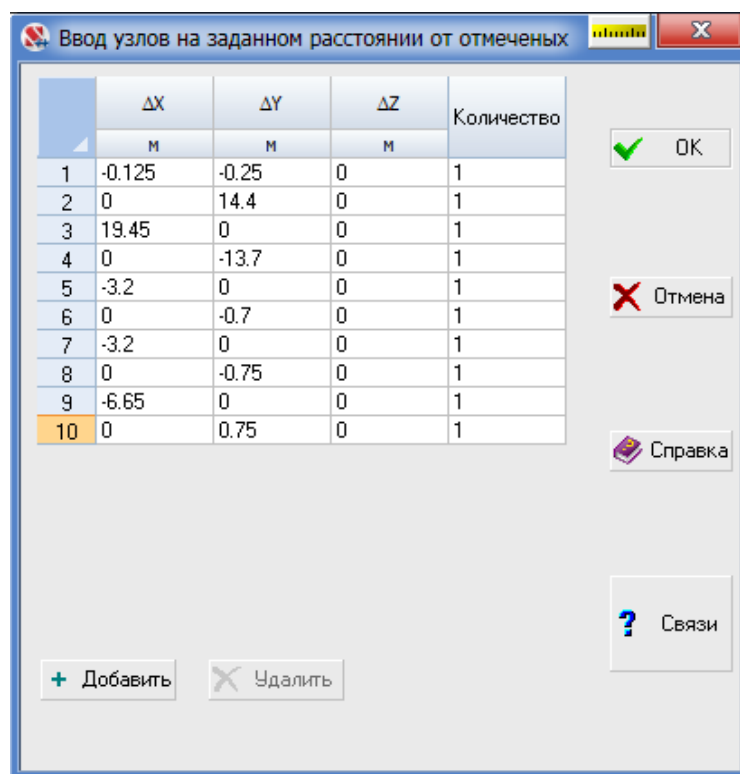 Ввод узлов на заданном расстоянии от отмеченых
ΔX ΔY ΔZ Количество
м м м
1 -0.125 -0.25 0 1
2 0 14.4 0 1
3 19.45 0 0 1
4 0 -13.7 0 1
5 -3.2 0 0 1
6 0 -0.7 0 1
7 -3.2 0 0 1
8 0 -0.75 0 1
9 -6.65 0 0 1
10 0 0.75 0 1
OK
Отмена
Справка
? Связи
+ Добавить Удалить